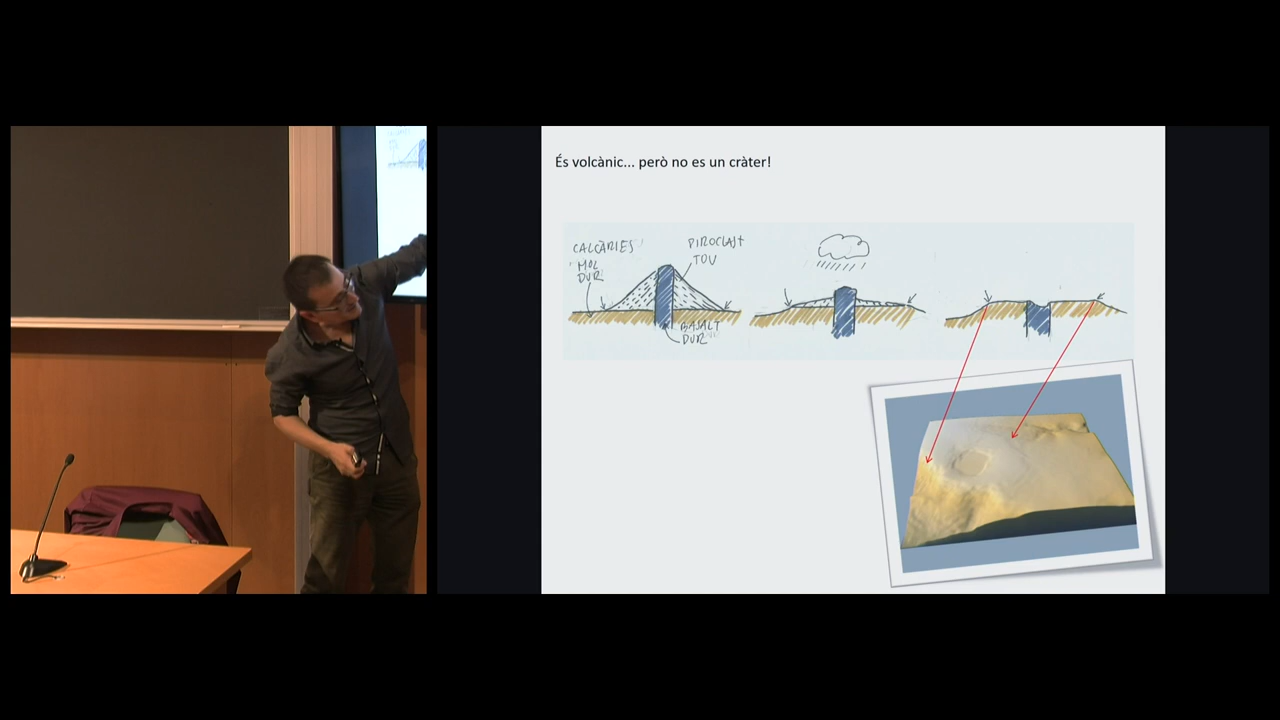 És volcànic... però no es un cràter!
CALCÀRIES
MOL
DUR
PIROCLAST
TOU
BASALT
DUR